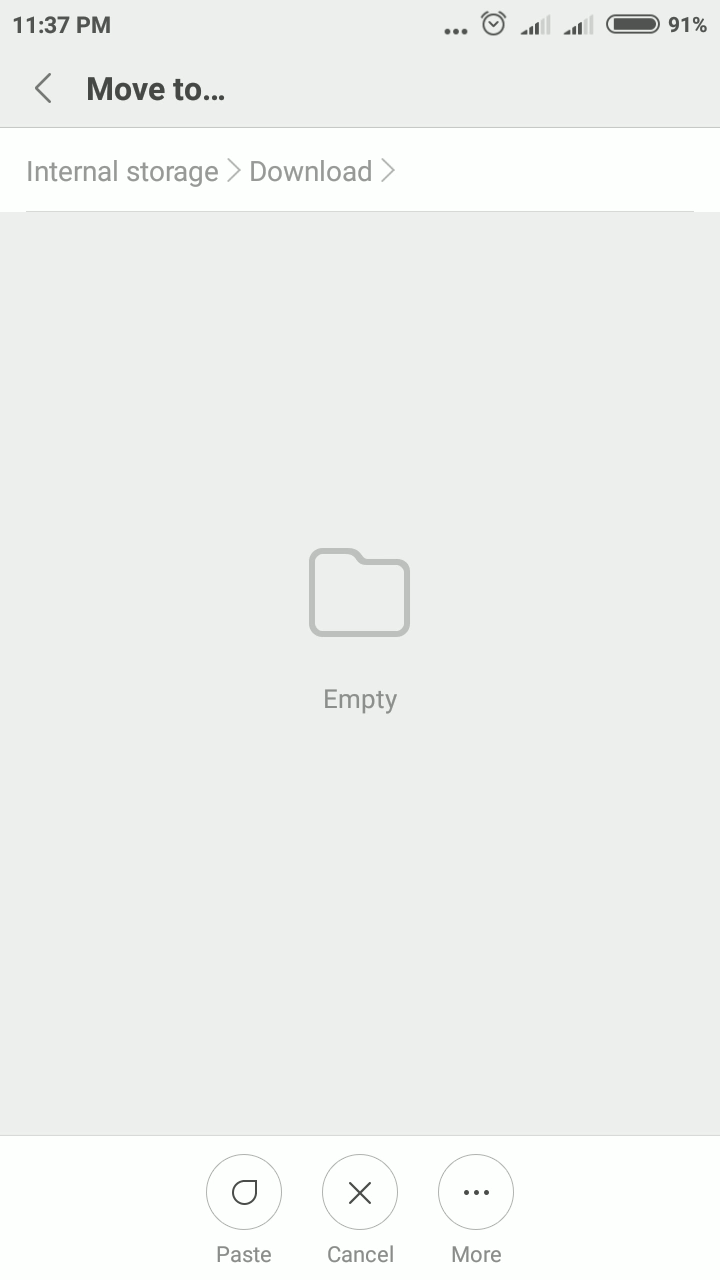 11:37 PM ... 91%
Move to...
Internal storage > Download >
Empty
Paste Cancel More